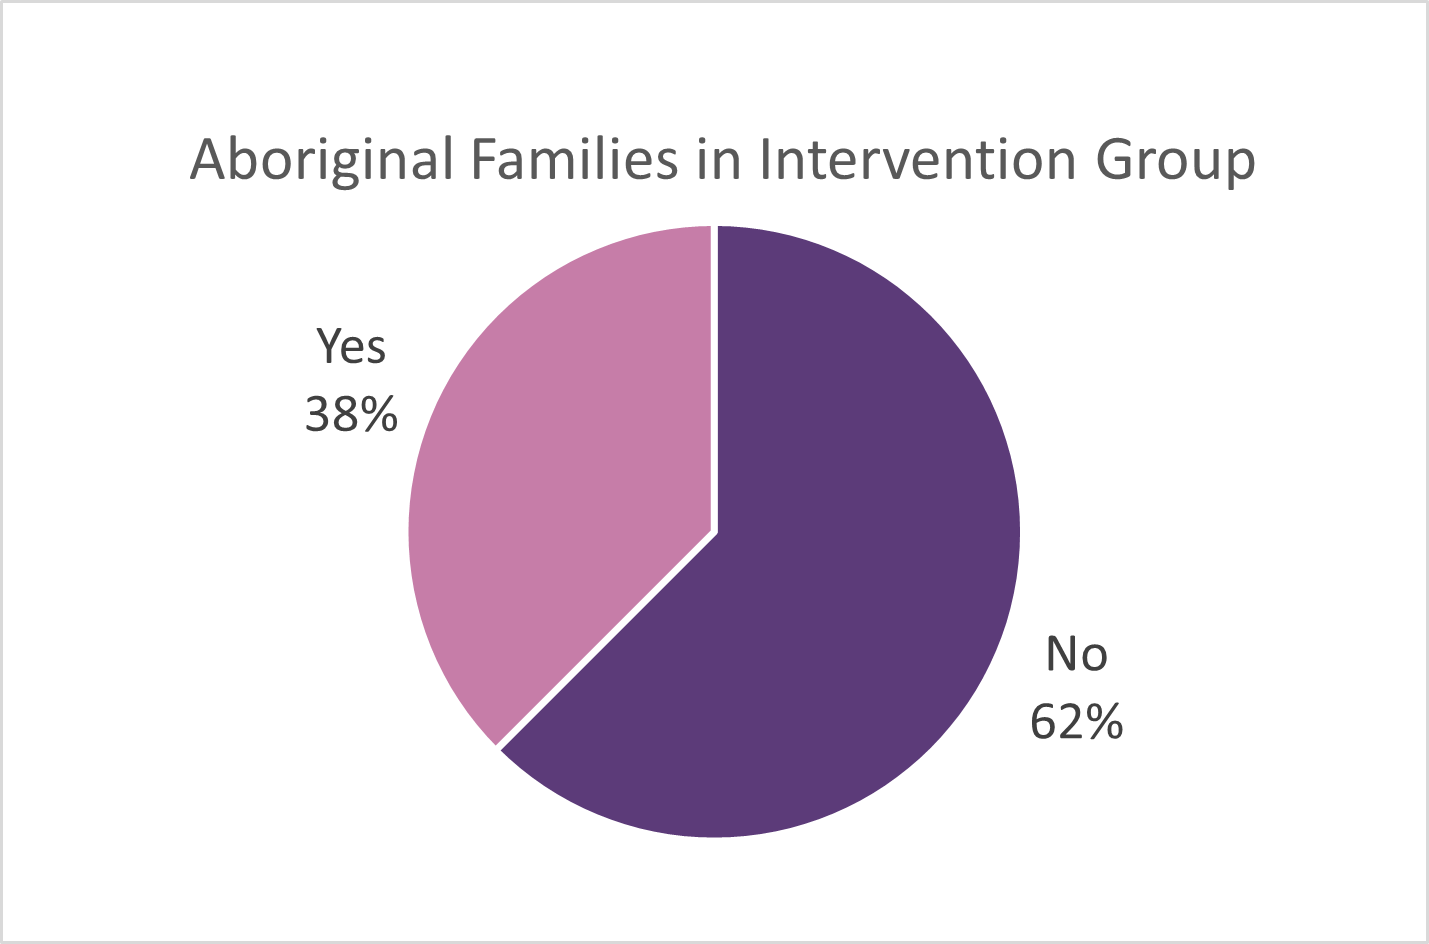 Aboriginal Families in Intervention Group
Yes
38%
No
62%